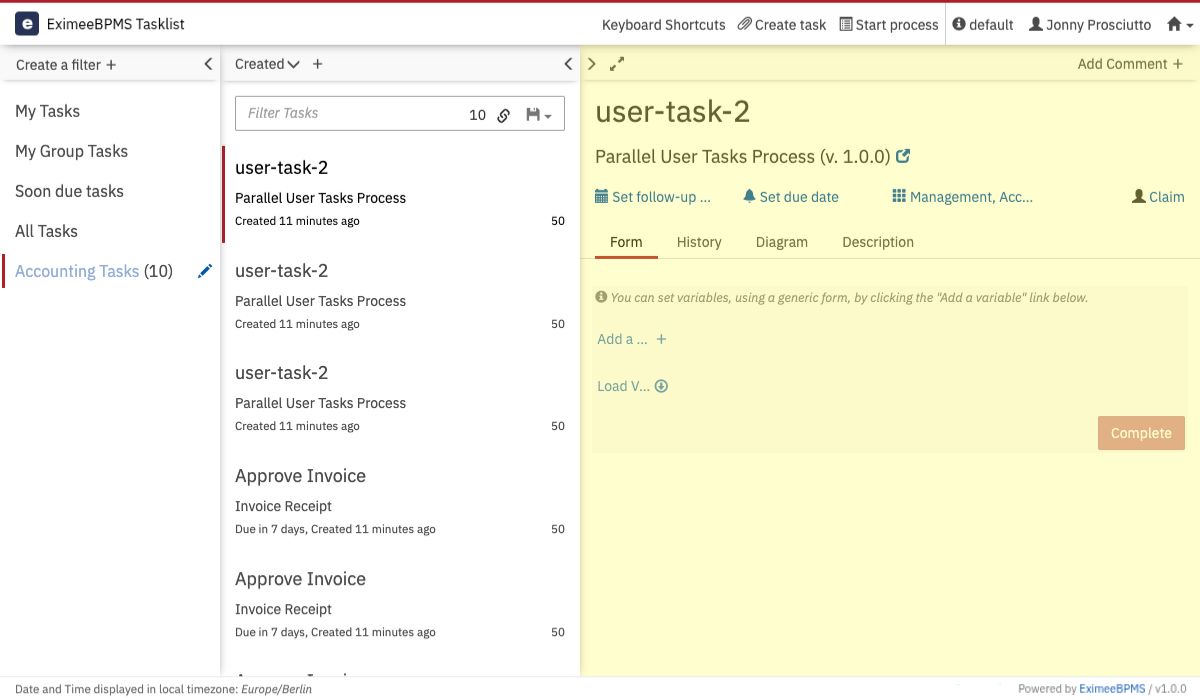 EximeeBPMS Tasklist
Keyboard Shortcuts Create task Start process default Jonny Prosciutto
Create a filter +
My Tasks
My Group Tasks
Soon due tasks
All Tasks
Accounting Tasks (10)
Created +
Filter Tasks 10
user-task-2
Parallel User Tasks Process
Created 11 minutes ago 50
user-task-2
Parallel User Tasks Process
Created 11 minutes ago 50
user-task-2
Parallel User Tasks Process
Created 11 minutes ago 50
Approve Invoice
Invoice Receipt
Due in 7 days, Created 11 minutes ago 50
Approve Invoice
Invoice Receipt
Due in 7 days, Created 11 minutes ago 50
Add Comment +
user-task-2
Parallel User Tasks Process (v. 1.0.0)
Set follow-up ... Set due date Management, Acc... Claim
Form History Diagram Description
You can set variables, using a generic form, by clicking the "Add a variable" link below.
Add a ... +
Load V...
Complete
Date and Time displayed in local timezone: Europe/Berlin
Powered by EximeeBPMS / v1.0.0